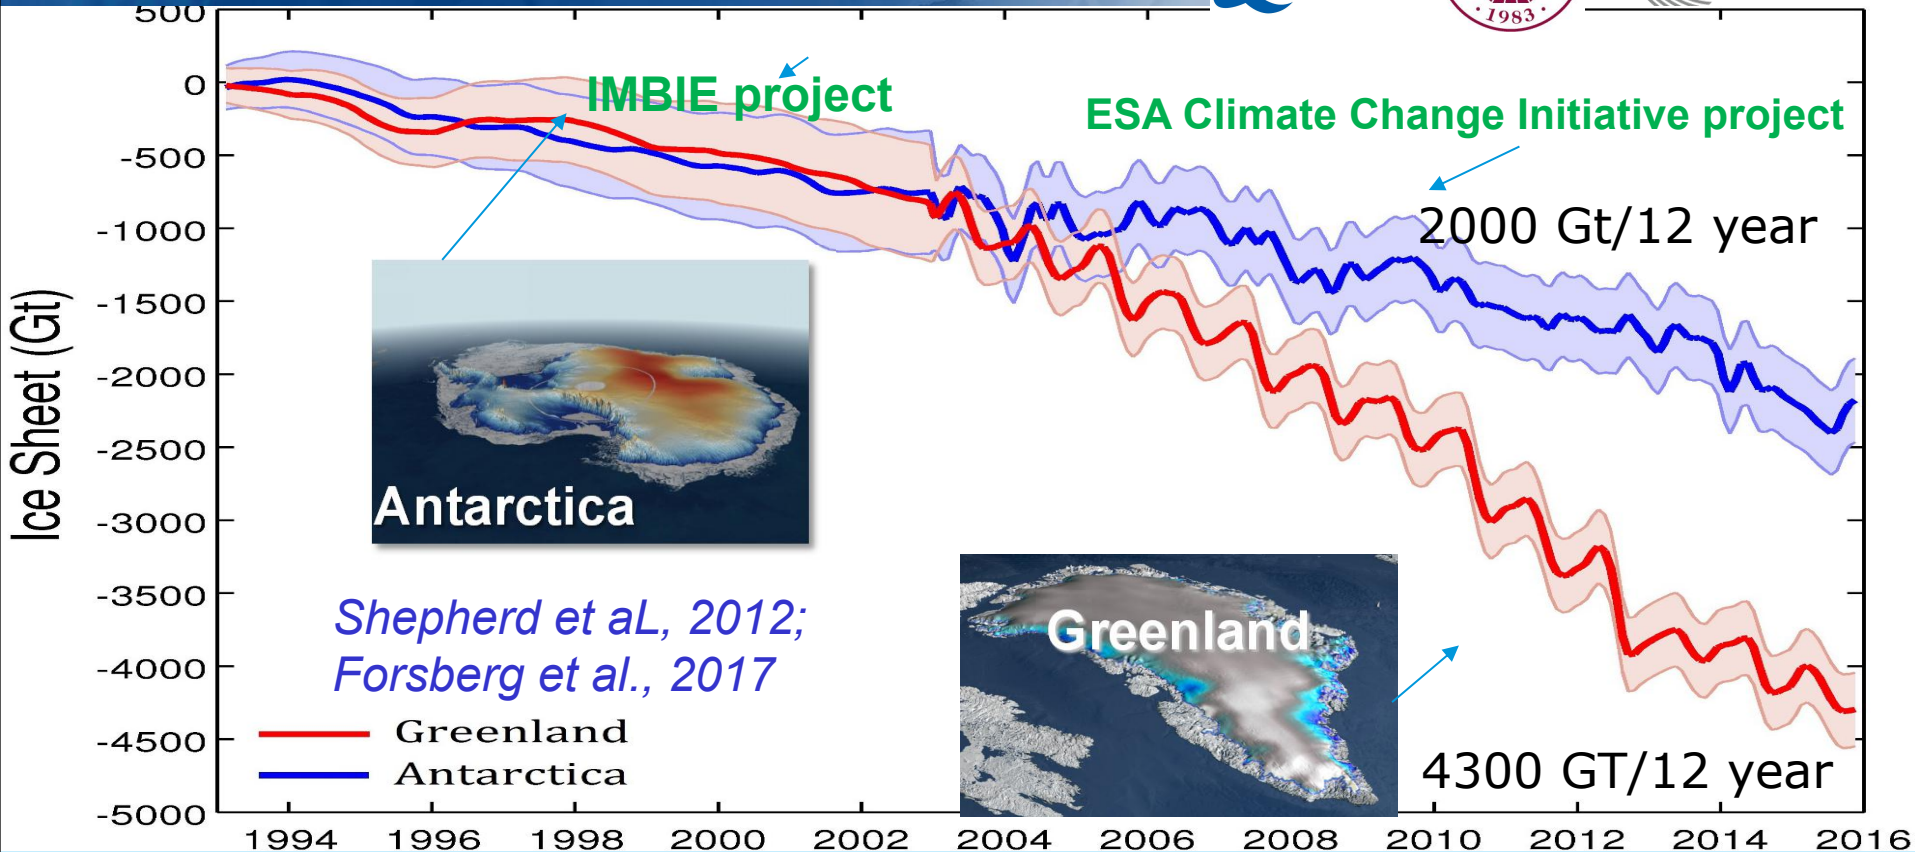 1983
500
0
-500
-1000
-1500
-2000
-2500
-3000
-3500
-4000
-4500
-5000
Ice Sheet (Gt)
IMBIE project
ESA Climate Change Initiative project
2000 Gt/12 year
Antarctica
Shepherd et aL, 2012;
Forsberg et al., 2017
Greenland
Greenland
Antarctica
4300 GT/12 year
1994 1996 1998 2000 2002 2004 2006 2008 2010 2012 2014 2016